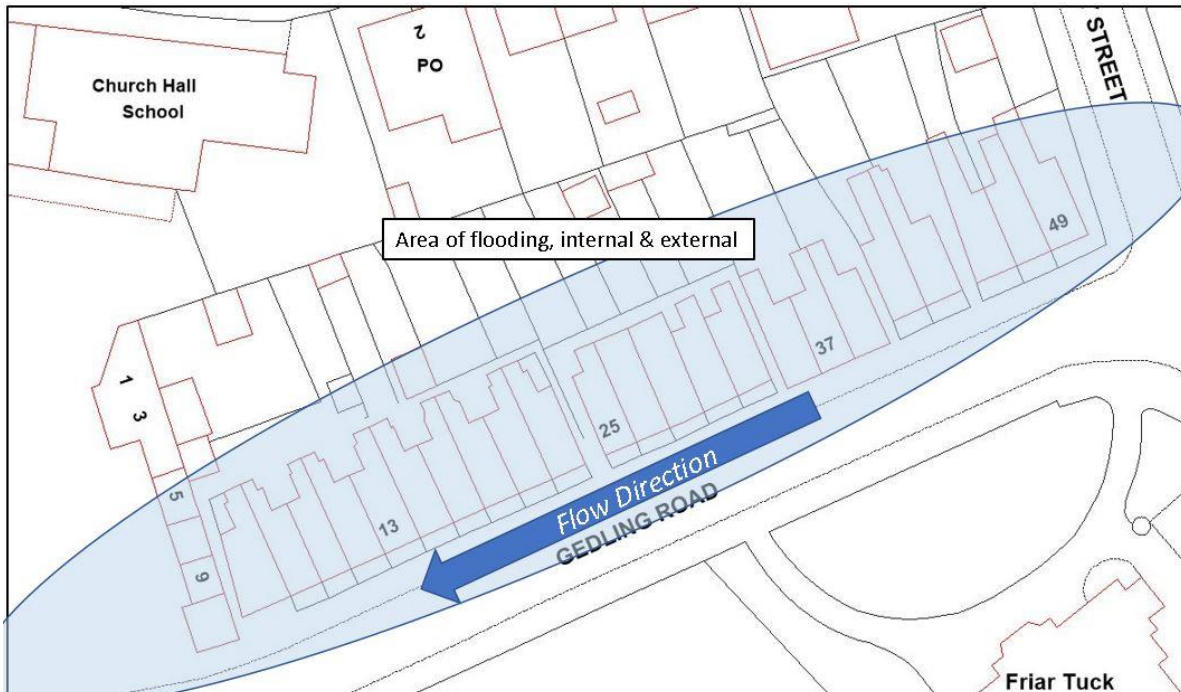 2
PO
STREET
Church Hall
School
Area of flooding, internal & external
49
37
1
3
25
5
13
Flow Direction
GEDLING ROAD
9
Friar Tuck